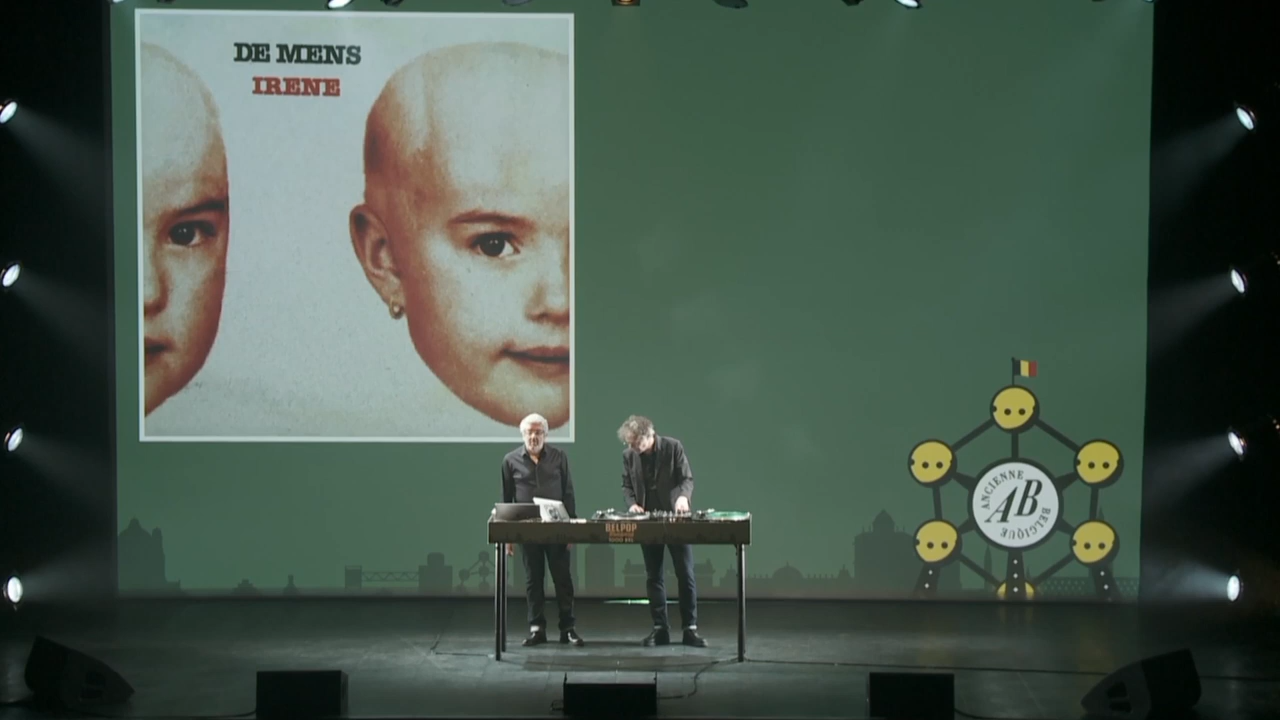 DE MENS
IRENE
ANCIENNE
AB
BELGIQUE
BELPOP